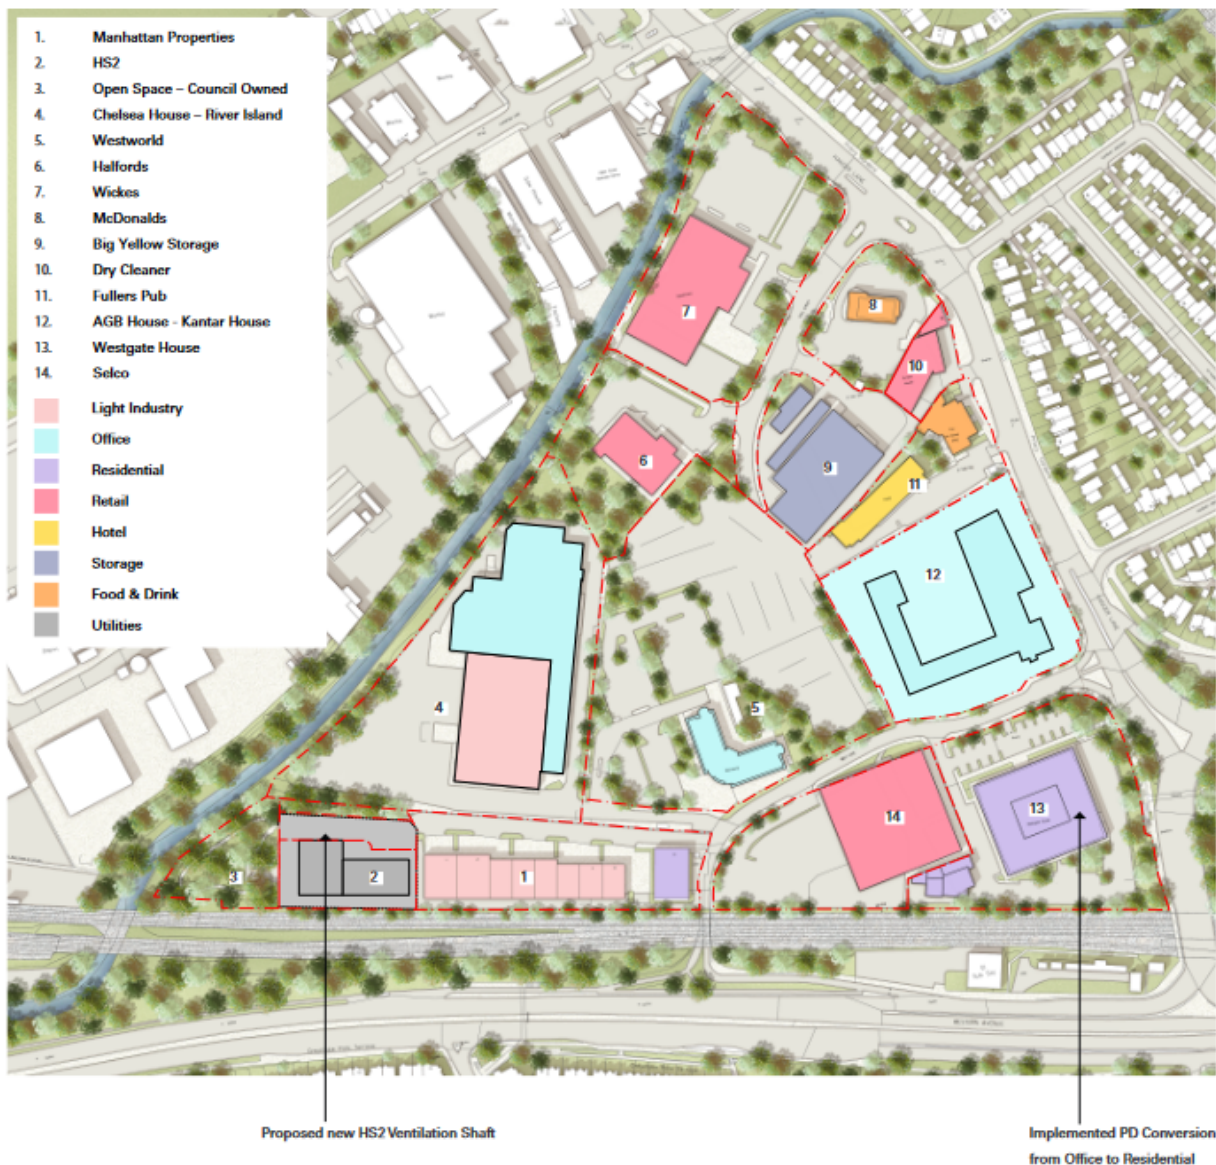 1. Manhattan Properties
2. HS2
3. Open Space – Council Owned
4. Chelsea House – River Island
5. Westworld
6. Halfords
7. Wickes
8. McDonalds
9. Big Yellow Storage
10. Dry Cleaner
11. Fullers Pub
12. AGB House - Kantar House
13. Westgate House
14. Selco
Light Industry
Office
Residential
Retail
Hotel
Storage
Food & Drink
Utilities
7
8
10
6
9
11
12
4
5
14
13
3
2
1
Proposed new HS2 Ventilation Shaft
Implemented PD Conversion
from Office to Residential